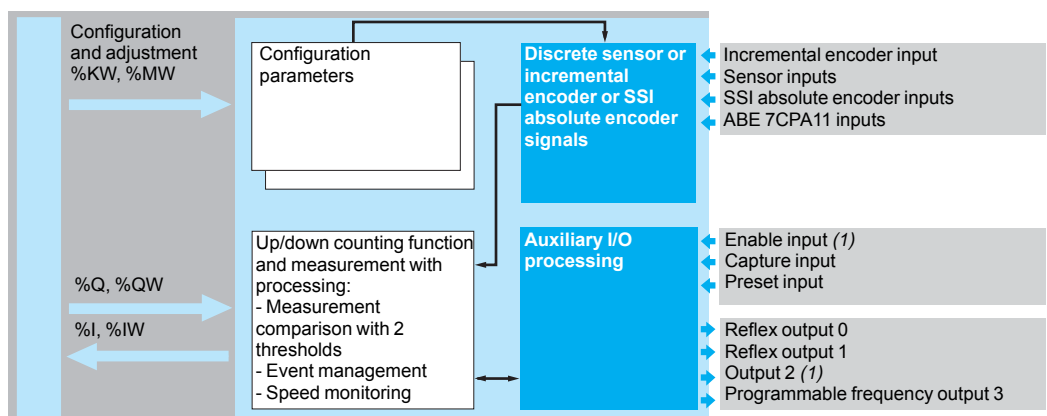 Configuration
and adjustment
%KW, %MW
Configuration
parameters
Discrete sensor or
incremental
encoder or SSI
absolute encoder
signals
Incremental encoder input
Sensor inputs
SSI absolute encoder inputs
ABE 7CPA11 inputs
%Q, %QW
%I, %IW
Up/down counting function
and measurement with
processing:
- Measurement
comparison with 2
thresholds
- Event management
- Speed monitoring
Auxiliary I/O
processing
Enable input (1)
Capture input
Preset input
Reflex output 0
Reflex output 1
Output 2 (1)
Programmable frequency output 3